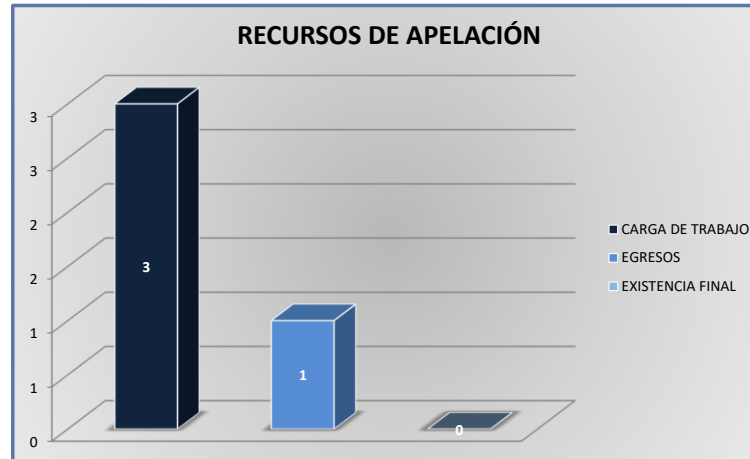 RECURSOS DE APELACIÓN
3
3
2
2
1
1
0
3
1
0
CARGA DE TRABAJO
EGRESOS
EXISTENCIA FINAL